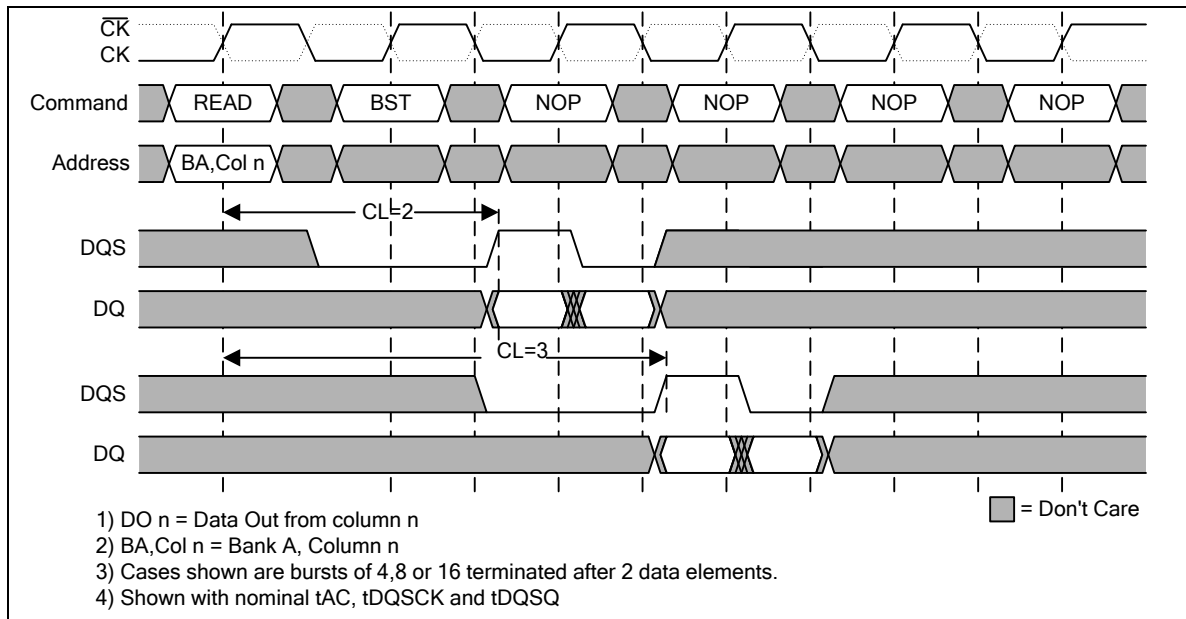 CK
CK
Command READ BST NOP NOP NOP NOP
Address BA,Col n
CL=2
DQS
DQ
CL=3
DQS
DQ
1) DO n = Data Out from column n
= Don't Care
2) BA,Col n = Bank A, Column n
3) Cases shown are bursts of 4,8 or 16 terminated after 2 data elements.
4) Shown with nominal tAC, tDQSCK and tDQSQ